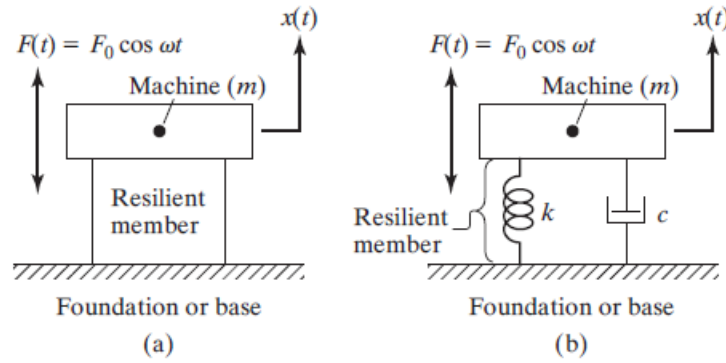 x(t)
F(t) = F₀ cos ωt
Machine (m)
Resilient
member
Foundation or base
(a)
x(t)
F(t) = F₀ cos ωt
Machine (m)
Resilient
member
k
c
Foundation or base
(b)